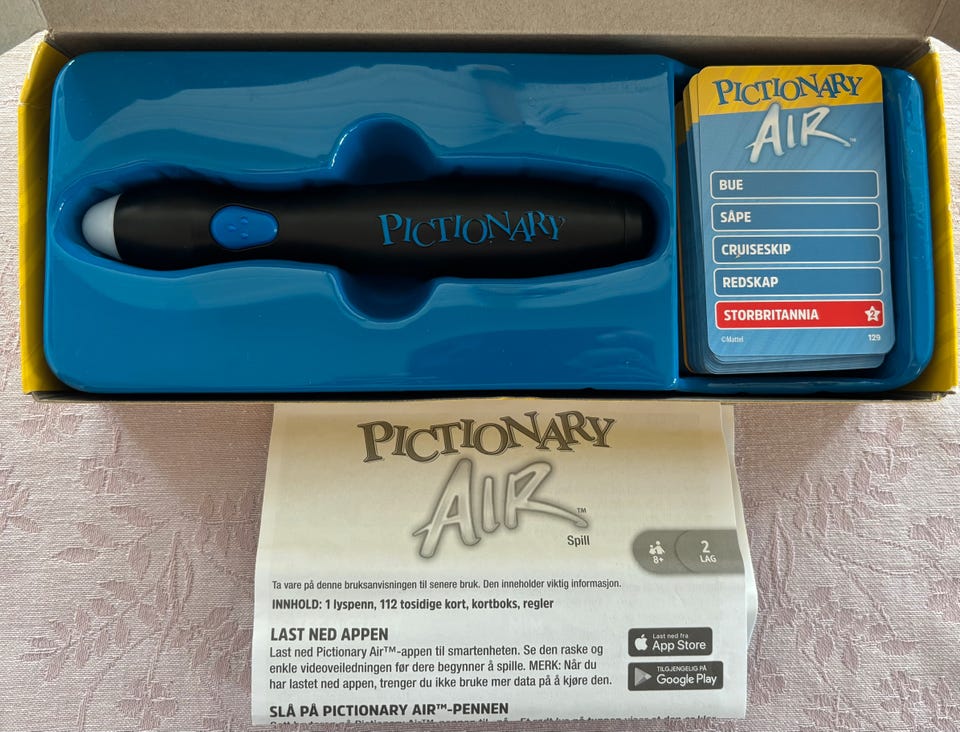 PICTIONARY
PICTIONARY
AIR™
BUE
SÅPE
CRUISESKIP
REDSKAP
STORBRITANNIA 2
©Mattel 129
PICTIONARY
AIR™
Spill
8+
2
LAG
Ta vare på denne bruksanvisningen til senere bruk. Den inneholder viktig informasjon.
INNHOLD: 1 lyspenn, 112 tosidige kort, kortboks, regler
LAST NED APPEN
Last ned Pictionary Air™-appen til smartenheten. Se den raske og
enkle videoveiledningen før dere begynner å spille. MERK: Når du
har lastet ned appen, trenger du ikke bruke mer data på å kjøre den.
Last ned fra
App Store
TILGJENGELIG PÅ
Google Play
SLÅ PÅ PICTIONARY AIR™-PENNEN